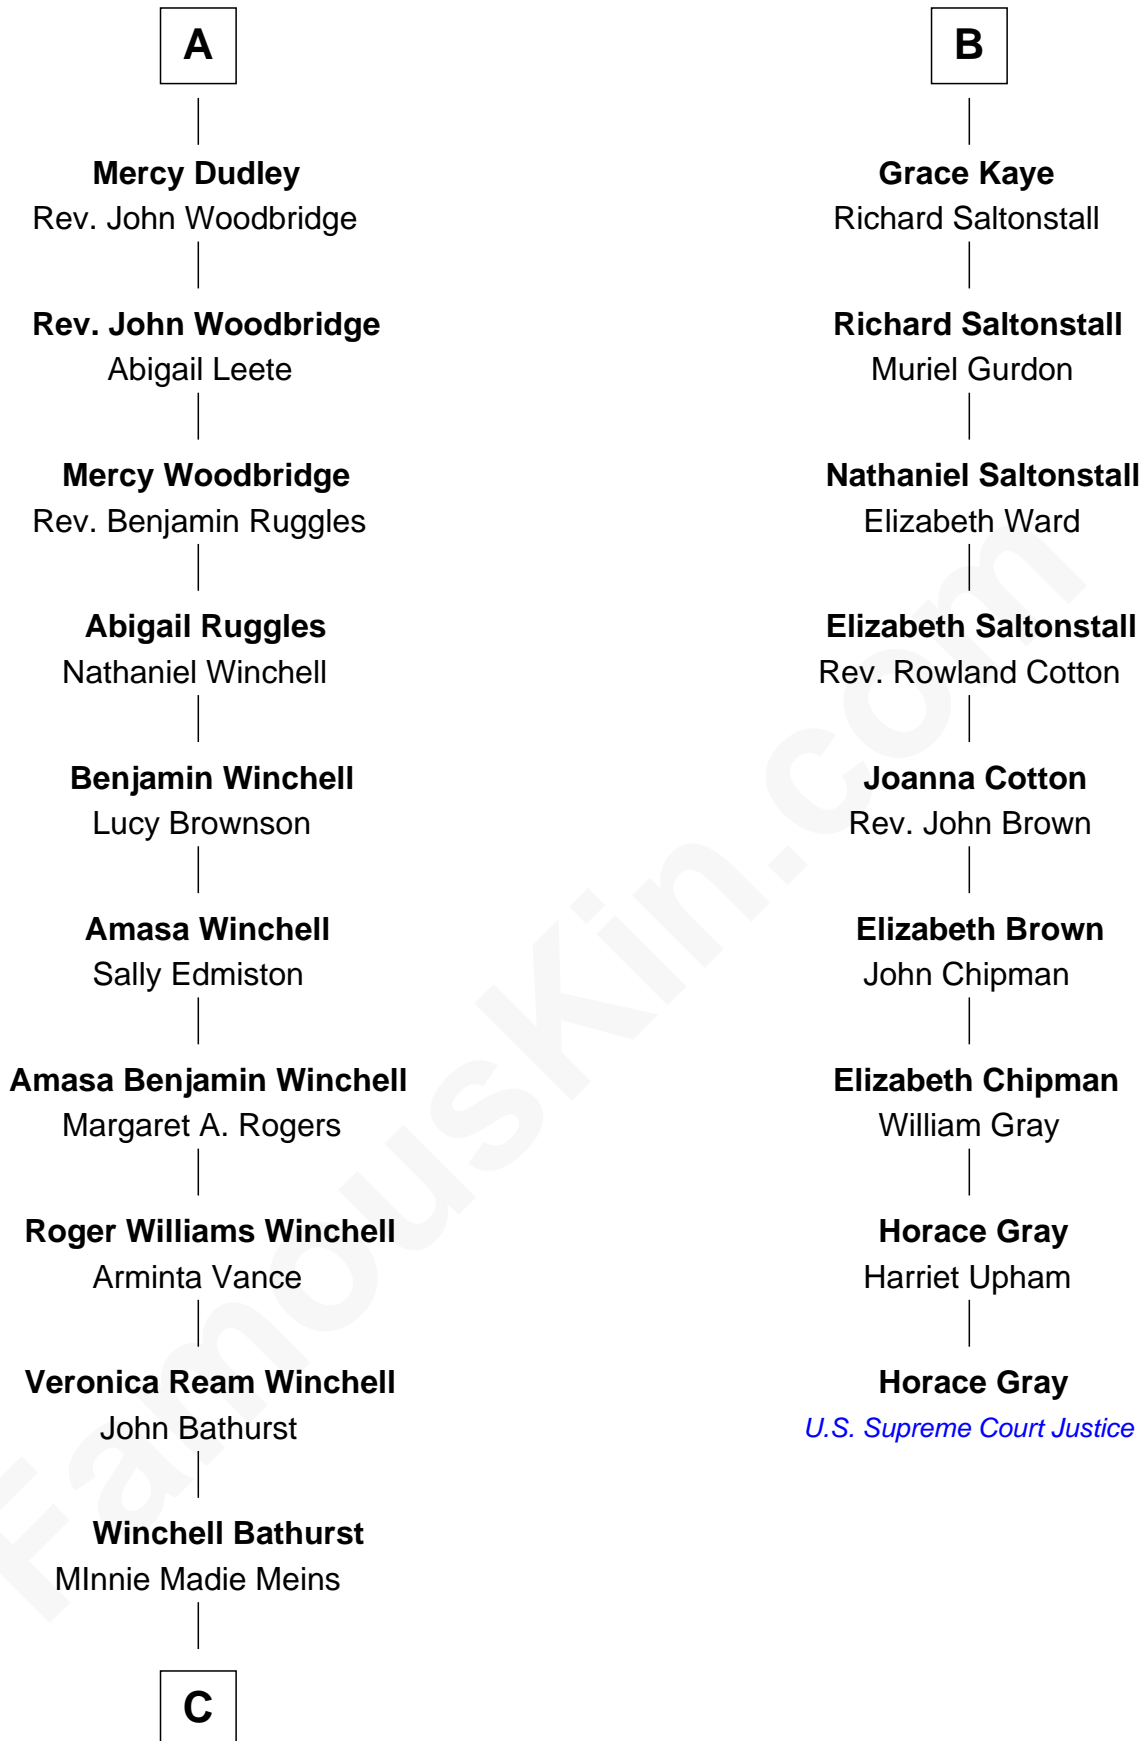 A
Mercy Dudley
Rev. John Woodbridge
Rev. John Woodbridge
Abigail Leete
Mercy Woodbridge
Rev. Benjamin Ruggles
Abigail Ruggles
Nathaniel Winchell
Benjamin Winchell
Lucy Brownson
Amasa Winchell
Sally Edmiston
Amasa Benjamin Winchell
Margaret A. Rogers
Roger Williams Winchell
Arminta Vance
Veronica Ream Winchell
John Bathurst
Winchell Bathurst
MInnie Madie Meins
C
B
Grace Kaye
Richard Saltonstall
Richard Saltonstall
Muriel Gurdon
Nathaniel Saltonstall
Elizabeth Ward
Elizabeth Saltonstall
Rev. Rowland Cotton
Joanna Cotton
Rev. John Brown
Elizabeth Brown
John Chipman
Elizabeth Chipman
William Gray
Horace Gray
Harriet Upham
Horace Gray
U.S. Supreme Court Justice
FamousKin.com